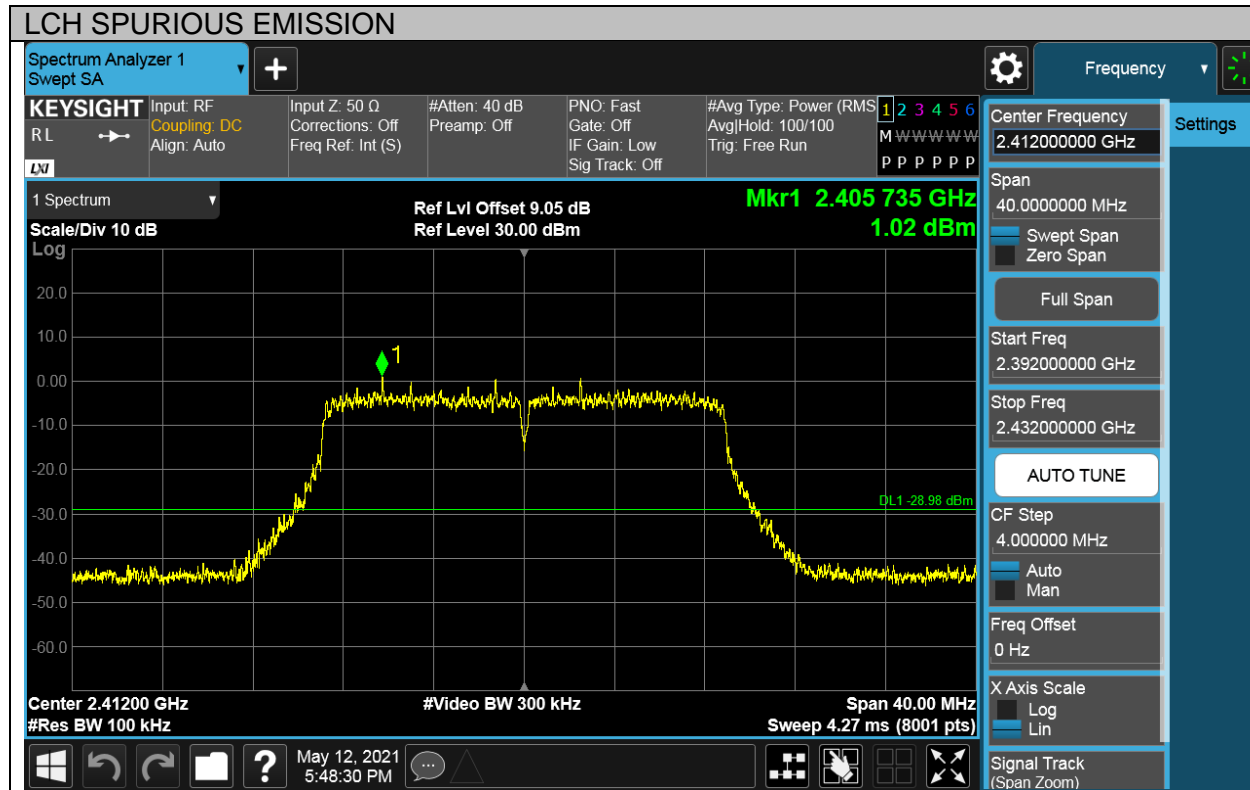 LCH SPURIOUS EMISSION
Spectrum Analyzer 1
Swept SA
Frequency
KEYSIGHT
RL
LXI
Input: RF
Coupling: DC
Align: Auto
Input Z: 50 Ω
Corrections: Off
Freq Ref: Int (S)
#Atten: 40 dB
Preamp: Off
PNO: Fast
Gate: Off
IF Gain: Low
Sig Track: Off
#Avg Type: Power (RMS
Avg|Hold: 100/100
Trig: Free Run
1 2 3 4 5 6
M W W W W W
P P P P P P
1 Spectrum
Scale/Div 10 dB
Log
Ref Lvl Offset 9.05 dB
Ref Level 30.00 dBm
Mkr1 2.405 735 GHz
1.02 dBm
20.0
10.0
0.00
-10.0
-20.0
-30.0
-40.0
-50.0
-60.0
1
DL1 -28.98 dBm
Center 2.41200 GHz
#Res BW 100 kHz
#Video BW 300 kHz
Span 40.00 MHz
Sweep 4.27 ms (8001 pts)
May 12, 2021
5:48:30 PM
Center Frequency
2.412000000 GHz
Settings
Span
40.0000000 MHz
Swept Span
Zero Span
Full Span
Start Freq
2.392000000 GHz
Stop Freq
2.432000000 GHz
AUTO TUNE
CF Step
4.000000 MHz
Auto
Man
Freq Offset
0 Hz
X Axis Scale
Log
Lin
Signal Track
(Span Zoom)